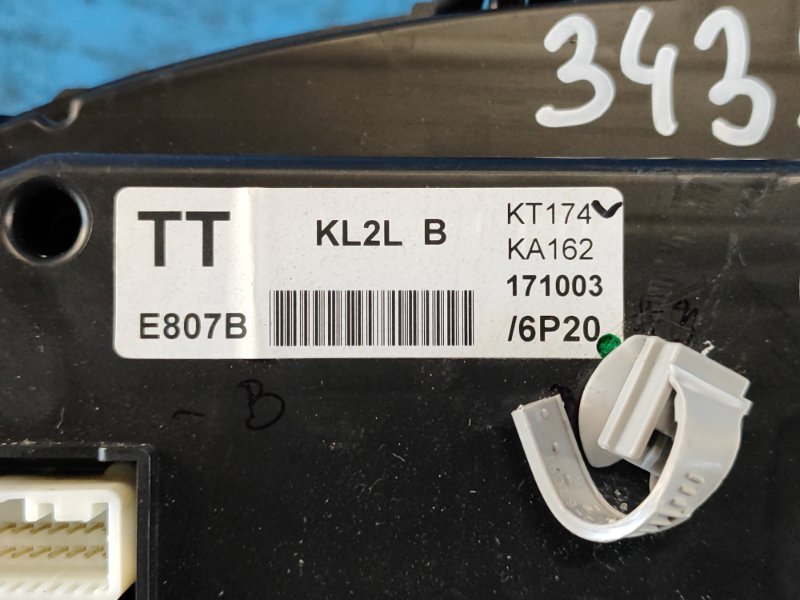 343
TT
KL2L B
KT174
KA162
171003
E807B
/6P20
- B